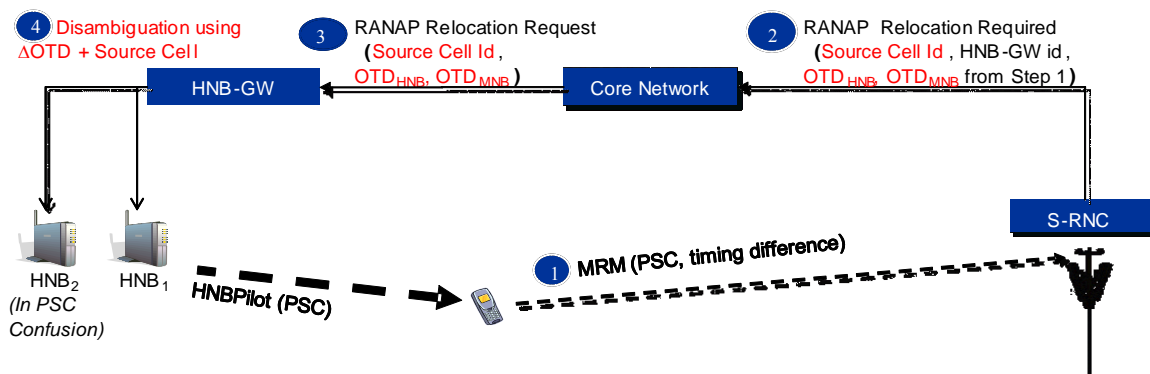 4 Disambiguation using
ΔOTD + Source Cell
3 RANAP Relocation Request
(Source Cell Id ,
OTDHNB, OTDMNB)
2 RANAP Relocation Required
(Source Cell Id , HNB-GW id,
OTDHNB, OTDMNB from Step 1)
HNB-GW
Core Network
S-RNC
1 MRM (PSC, timing difference)
HNBPilot (PSC)
HNB2
(In PSC
Confusion)
HNB1